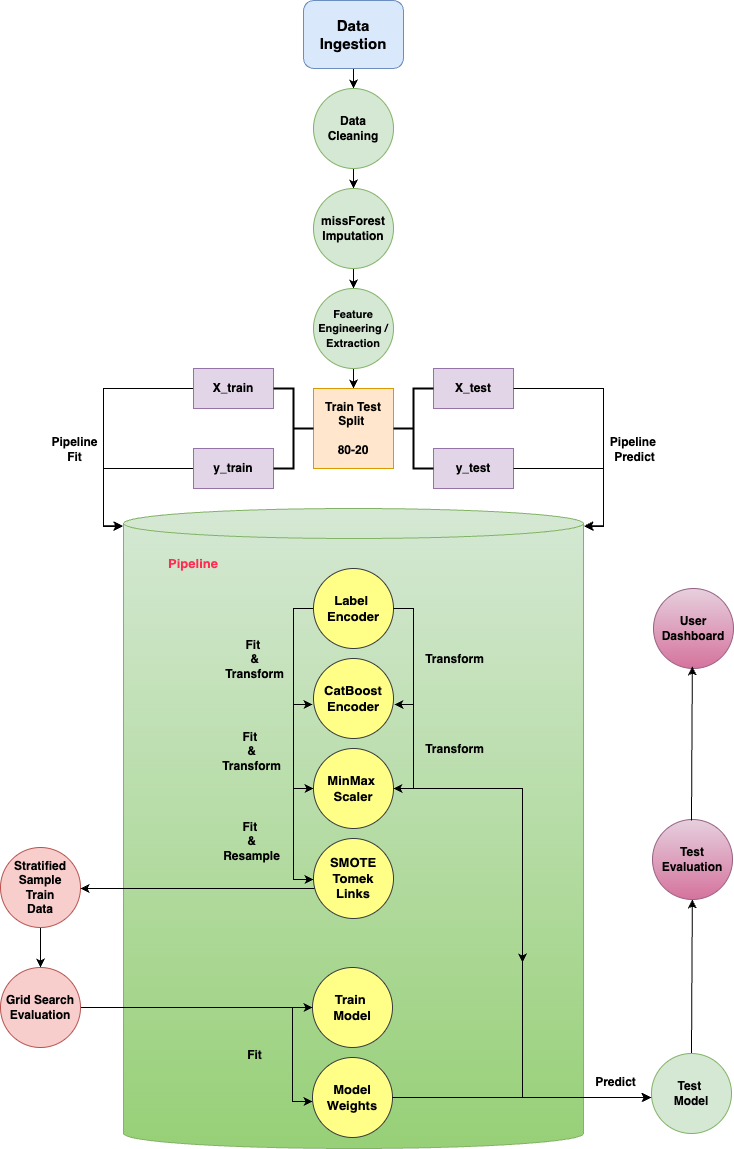 Data
Ingestion
Data
Cleaning
missForest
Imputation
Feature
Engineering /
Extraction
X_train
Train Test
Split
80-20
X_test
Pipeline
Fit
y_train
y_test
Pipeline
Predict
Pipeline
Label
Encoder
Fit
&
Transform
Transform
CatBoost
Encoder
Fit
&
Transform
Transform
MinMax
Scaler
Fit
&
Resample
SMOTE
Tomek
Links
Stratified
Sample
Train
Data
Grid Search
Evaluation
Train
Model
Fit
Model
Weights
Predict
Test
Model
Test
Evaluation
User
Dashboard